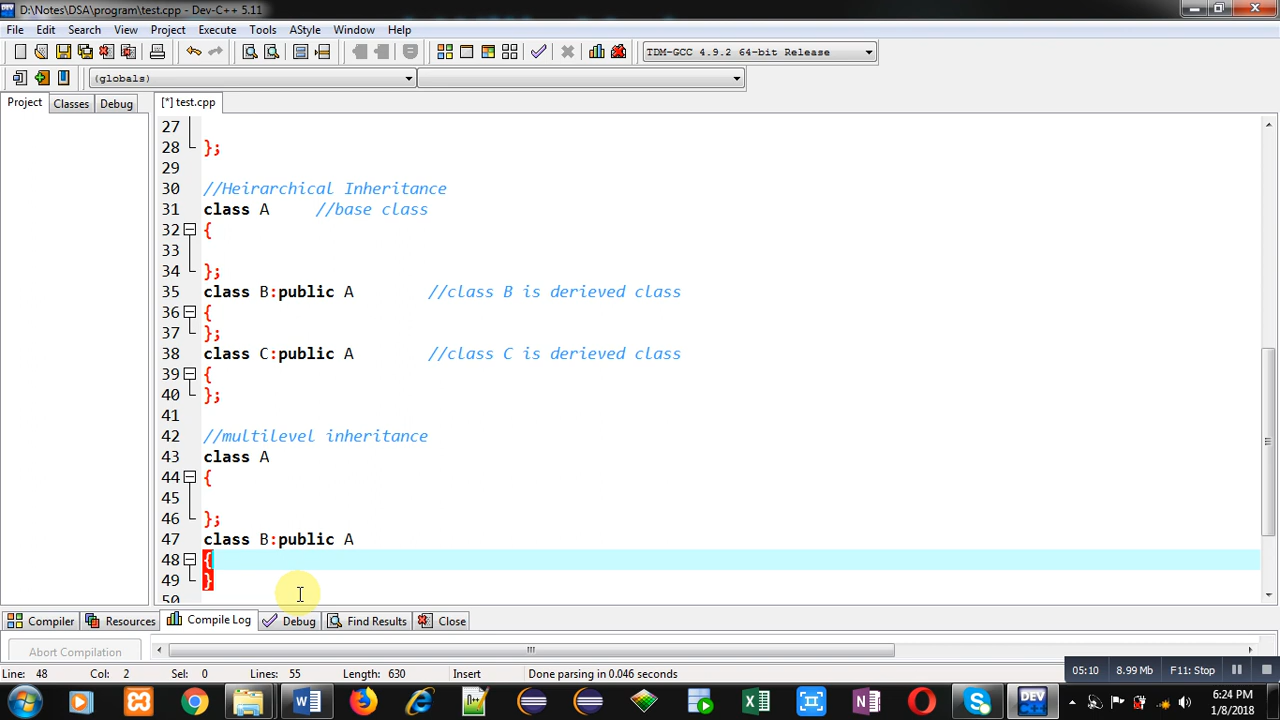 D:\Notes\DSA\program\test.cpp - Dev-C++ 5.11
File Edit Search View Project Execute Tools AStyle Window Help
TDM-GCC 4.9.2 64-bit Release
(globals)
Project Classes Debug [*] test.cpp
27
28 };
29
30 //Heirarchical Inheritance
31 class A //base class
32 {
33
34 };
35 class B:public A //class B is derieved class
36 {
37 };
38 class C:public A //class C is derieved class
39 {
40 };
41
42 //multilevel inheritance
43 class A
44 {
45
46 };
47 class B:public A
48 {
49 }
50
Compiler Resources Compile Log Debug Find Results Close
Abort Compilation
Line: 48 Col: 2 Sel: 0 Lines: 55 Length: 630 Insert Done parsing in 0.046 seconds
05:10 8.99 Mb F11: Stop
6:24 PM
1/8/2018